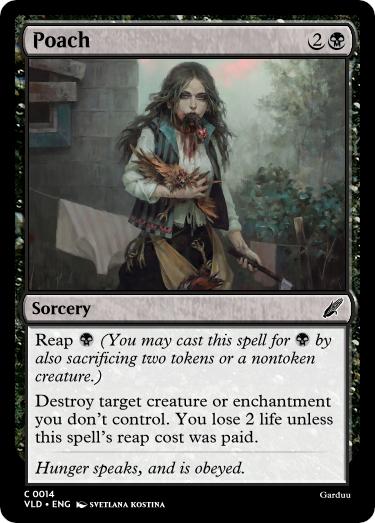 Poach 2
Sorcery
Reap (You may cast this spell for by
also sacrificing two tokens or a nontoken
creature.)
Destroy target creature or enchantment
you don't control. You lose 2 life unless
this spell's reap cost was paid.
Hunger speaks, and is obeyed.
C 0014
VLD • ENG SVETLANA KOSTINA
Garduu